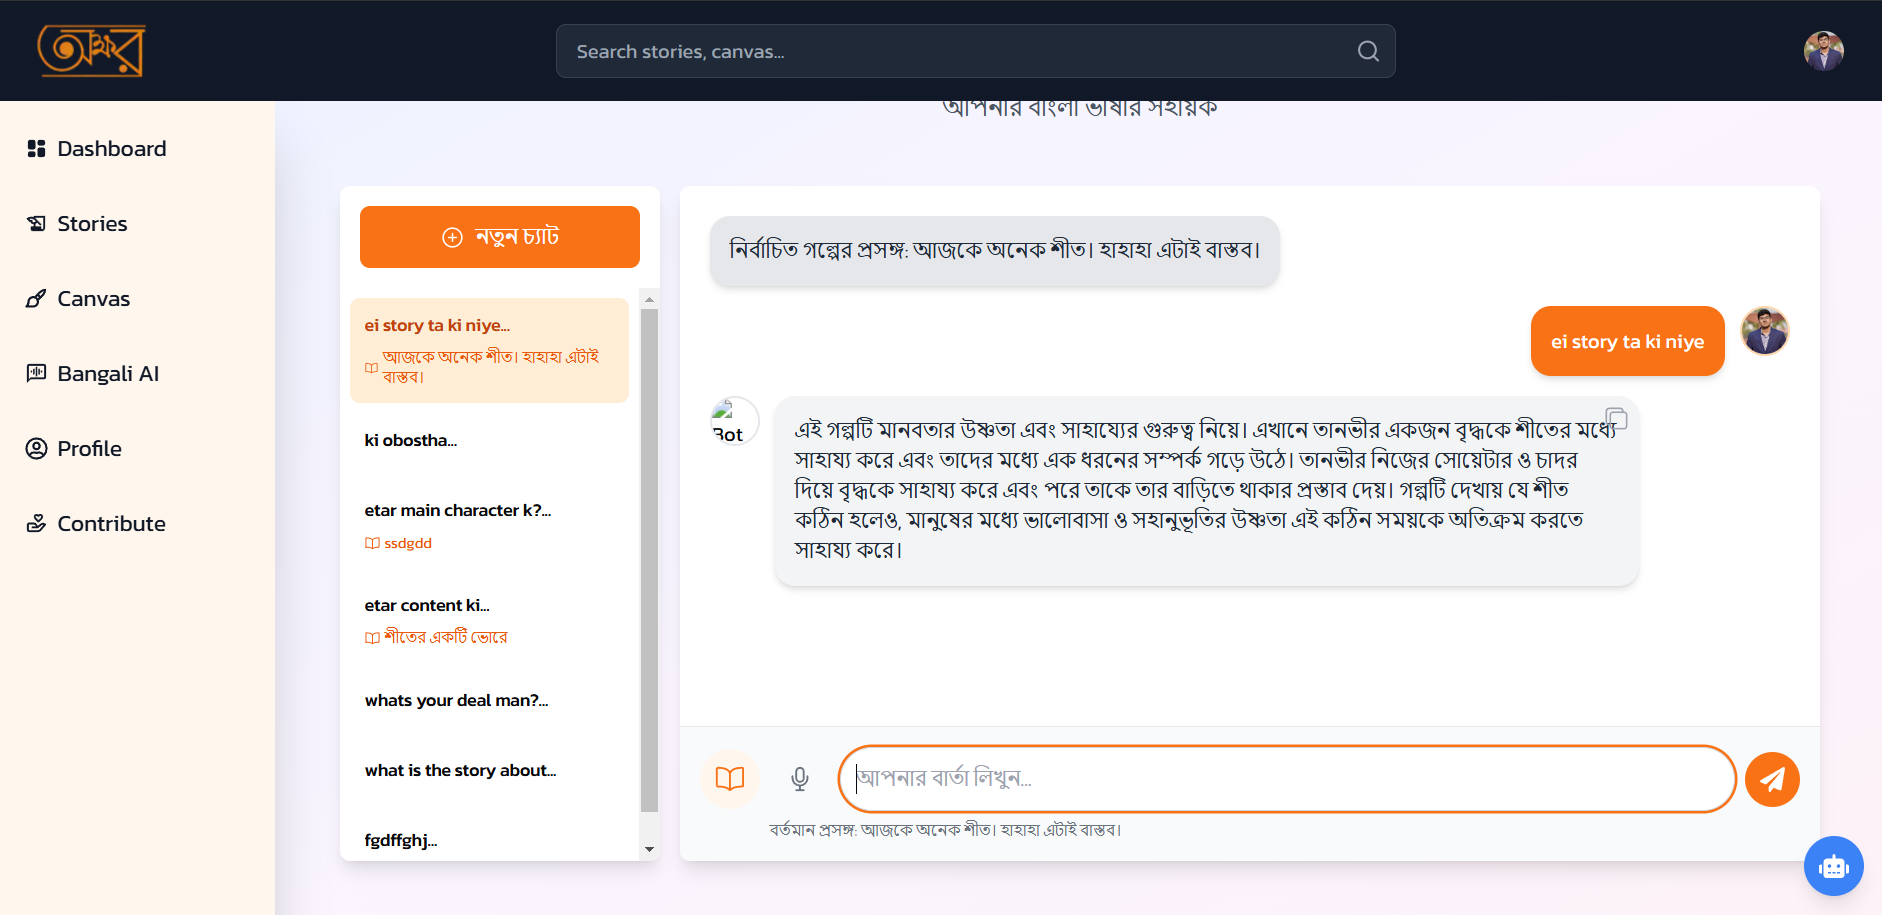 অক্ষর
Search stories, canvas...
আপনার বাংলা ভাষার সহায়ক
Dashboard
Stories
Canvas
Bangali AI
Profile
Contribute
নতুন চ্যাট
ei story ta ki niye...
আজকে অনেক শীত। হাহাহা এটাই
বাস্তব।
ki obostha...
etar main character k?...
ssdgdd
etar content ki...
শীতের একটি ভোরে
whats your deal man?...
what is the story about...
fgdffghj...
নির্বাচিত গল্পের প্রসঙ্গ: আজকে অনেক শীত। হাহাহা এটাই বাস্তব।
ei story ta ki niye
Bot
এই গল্পটি মানবতার উষ্ণতা এবং সাহায্যের গুরুত্ব নিয়ে। এখানে তানভীর একজন বৃদ্ধকে শীতের মধ্যে
সাহায্য করে এবং তাদের মধ্যে এক ধরনের সম্পর্ক গড়ে উঠে। তানভীর নিজের সোয়েটার ও চাদর
দিয়ে বৃদ্ধকে সাহায্য করে এবং পরে তাকে তার বাড়িতে থাকার প্রস্তাব দেয়। গল্পটি দেখায় যে শীত
কঠিন হলেও, মানুষের মধ্যে ভালোবাসা ও সহানুভূতির উষ্ণতা এই কঠিন সময়কে অতিক্রম করতে
সাহায্য করে।
আপনার বার্তা লিখুন...
বর্তমান প্রসঙ্গ: আজকে অনেক শীত। হাহাহা এটাই বাস্তব।